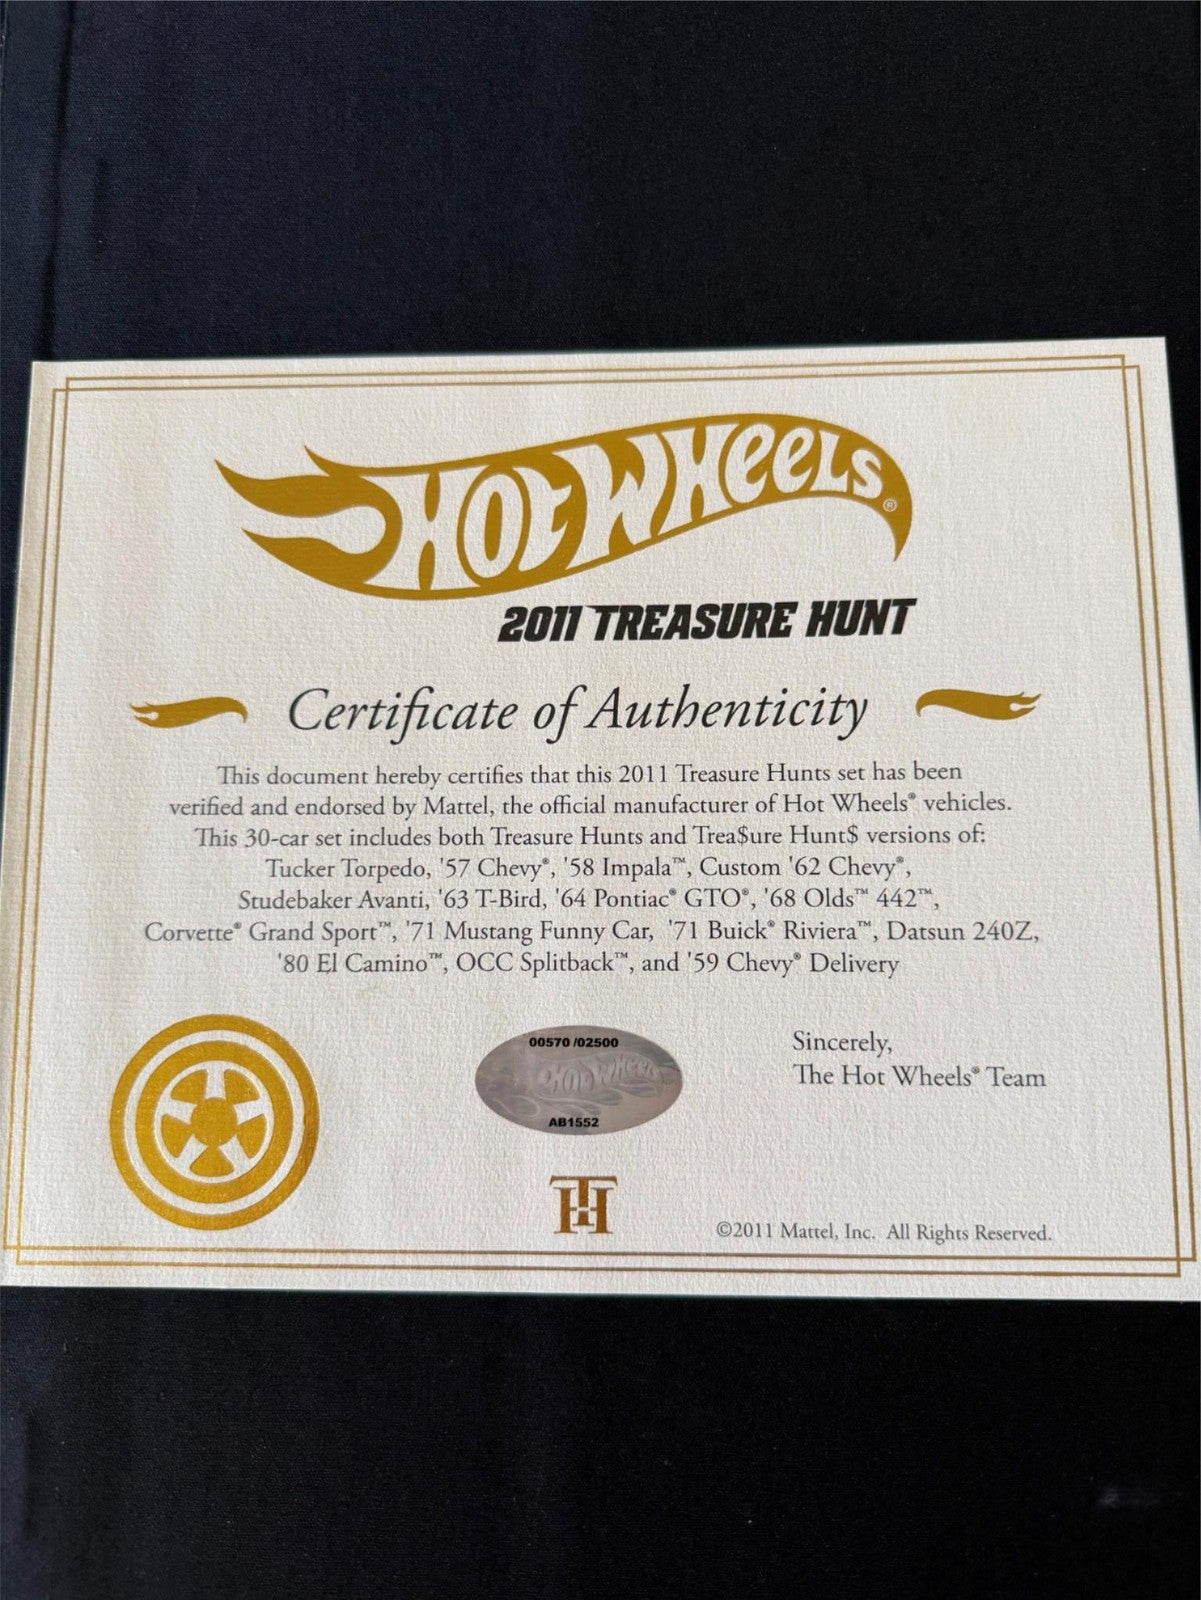 HOT WHEELS®
2011 TREASURE HUNT
Certificate of Authenticity
This document hereby certifies that this 2011 Treasure Hunts set has been
verified and endorsed by Mattel, the official manufacturer of Hot Wheels® vehicles.
This 30-car set includes both Treasure Hunts and Trea$ure Hunt$ versions of:
Tucker Torpedo, '57 Chevy®, '58 Impala™, Custom '62 Chevy®,
Studebaker Avanti, '63 T-Bird, '64 Pontiac® GTO®, '68 Olds™ 442™,
Corvette® Grand Sport™, '71 Mustang Funny Car, '71 Buick® Riviera™, Datsun 240Z,
'80 El Camino™, OCC Splitback™, and '59 Chevy® Delivery
00570 /02500
HOT WHEELS
AB1552
Sincerely,
The Hot Wheels® Team
TH
©2011 Mattel, Inc. All Rights Reserved.